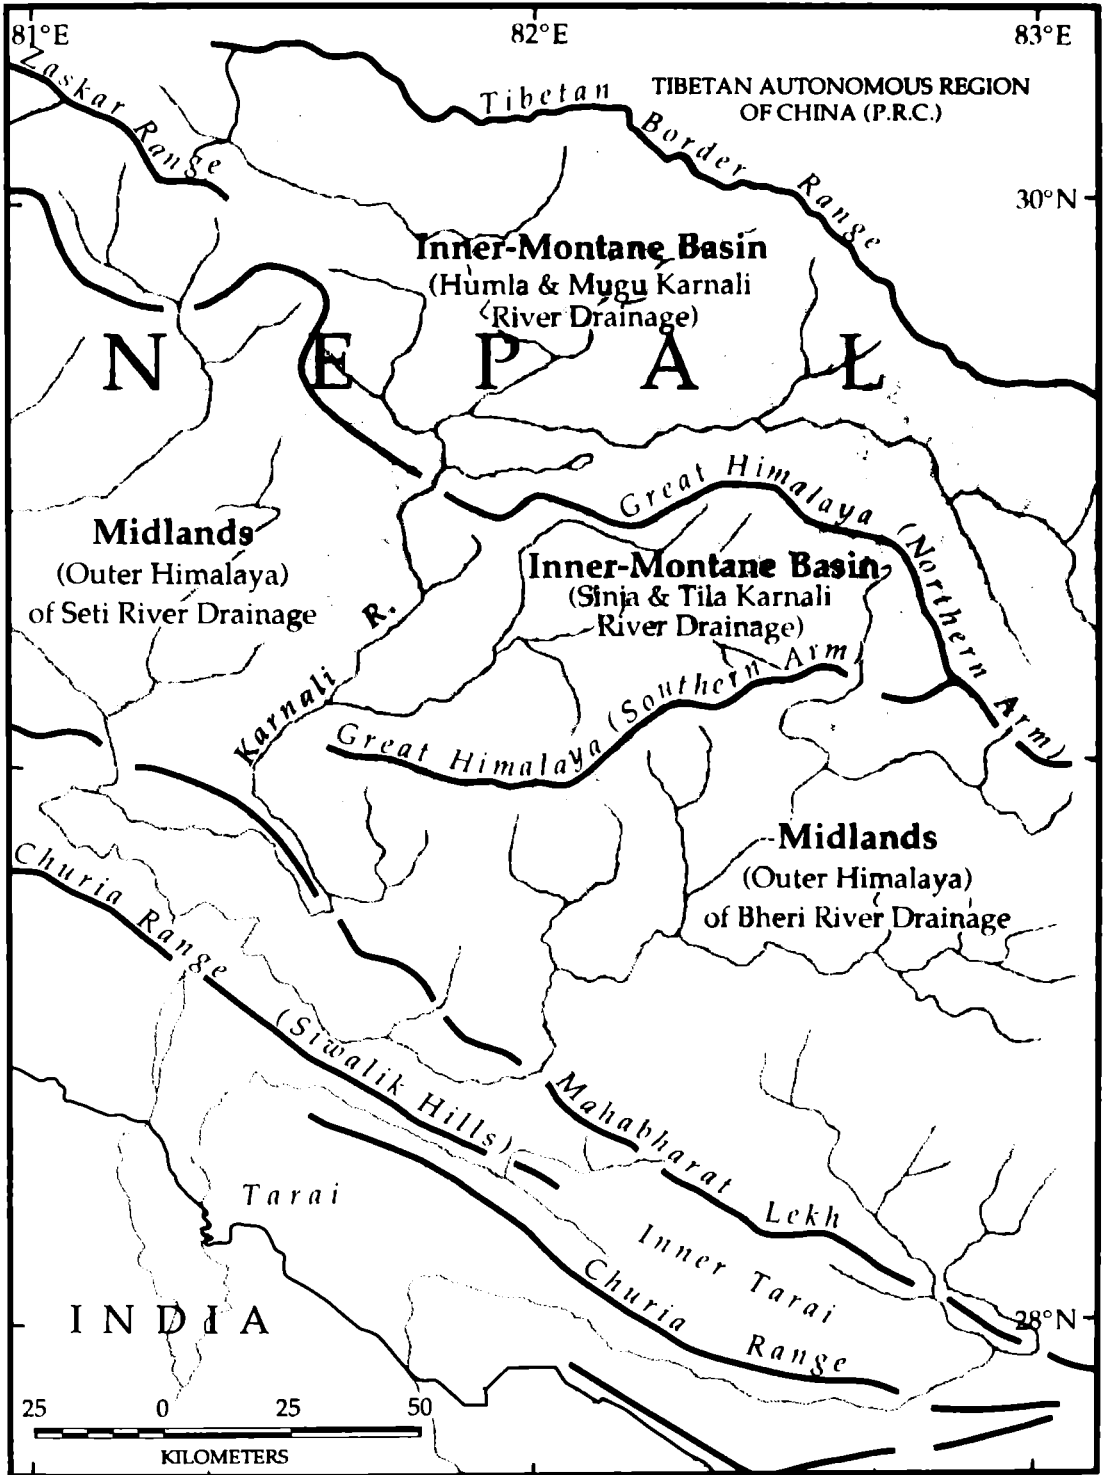 81°E
82°E
83°E
Zaskar Range
Tibetan Border Range
TIBETAN AUTONOMOUS REGION
OF CHINA (P.R.C.)
30°N
Inner-Montane Basin
(Humla & Mugu Karnali
River Drainage)
NEPAL
Great Himalaya (Northern Arm)
Midlands
(Outer Himalaya)
of Seti River Drainage
Inner-Montane Basin
(Sinja & Tila Karnali
River Drainage)
Karnali R.
Great Himalaya (Southern Arm)
Midlands
(Outer Himalaya)
of Bheri River Drainage
Churia Range
(Siwalik Hills)
Mahabharat Lekh
Tarai
Inner Tarai
Churia Range
INDIA
28°N
25 0 25 50
KILOMETERS